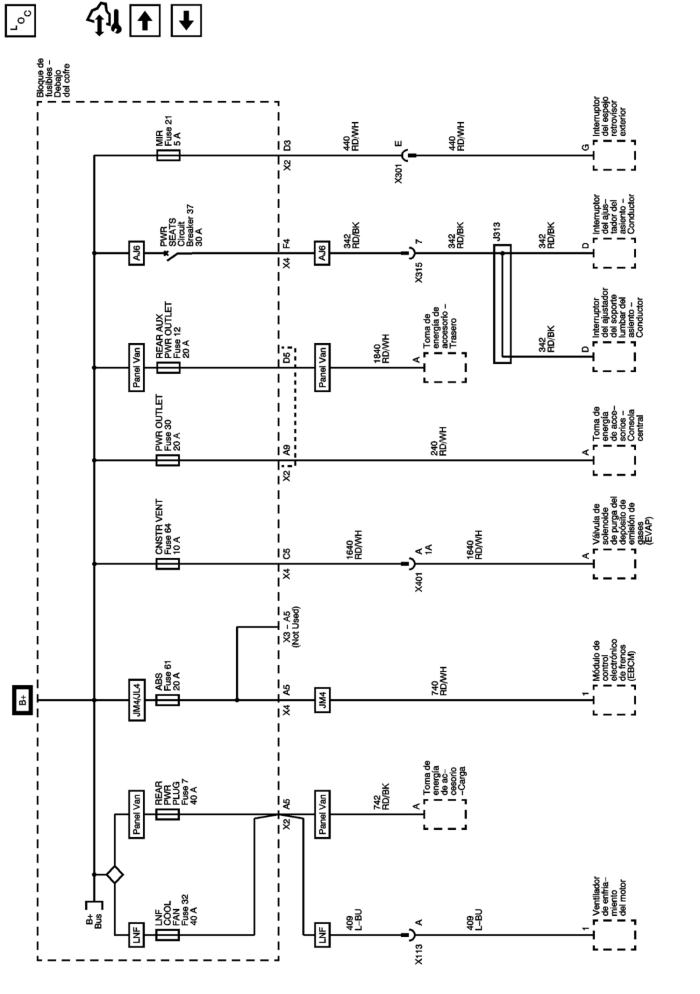 LOC
Bloque de
fusibles –
Debajo
del cofre
B+
B+
Bus
LNF
LNF
COOL
FAN
Fuse 32
40 A
Panel Van
REAR
PWR
PLUG
Fuse 7
40 A
JM4/JL4
ABS
Fuse 61
20 A
CNSTR VENT
Fuse 64
10 A
PWR OUTLET
Fuse 30
20 A
Panel Van
REAR AUX
PWR OUTLET
Fuse 12
20 A
AJ6
PWR
SEATS
Circuit
Breaker 37
30 A
MIR
Fuse 21
5 A
X2
A5
X4
A5
X3 – A5
(Not Used)
X4
C5
X2
A9
D5
X4
F4
X2
D3
LNF
Panel Van
JM4
Panel Van
AJ6
409
L–BU
742
RD/BK
740
RD/WH
1640
RD/WH
240
RD/WH
1840
RD/WH
342
RD/BK
440
RD/WH
X113
A
409
L–BU
X401
A
1A
1640
RD/WH
X315
7
342
RD/BK
X301
E
440
RD/WH
J313
342
RD/BK
342
RD/BK
1
Ventilador
de enfria–
miento
del motor
A
Toma de
energía
de ac–
cesorio
–Carga
1
Módulo de
control
electrónico
de frenos
(EBCM)
A
Válvula de
solenoide
de purga del
depósito de
emisión de
gases
(EVAP)
A
Toma de
energía
de acce–
sorios –
Consola
central
A
Toma de
energía de
accesorio –
Trasero
D
Interruptor
del ajustador
del soporte
lumbar del
asiento –
Conductor
D
Interruptor
del ajus–
tador del
asiento –
Conductor
G
Interruptor
del espejo
retrovisor
exterior